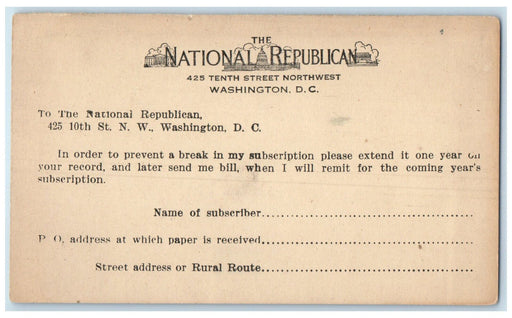 THE
NATIONAL REPUBLICAN
425 TENTH STREET NORTHWEST
WASHINGTON, D.C.
To The National Republican,
425 10th St. N. W., Washington, D. C.
In order to prevent a break in my subscription please extend it one year on
your record, and later send me bill, when I will remit for the coming year's
subscription.
Name of subscriber
P. O. address at which paper is received
Street address or Rural Route